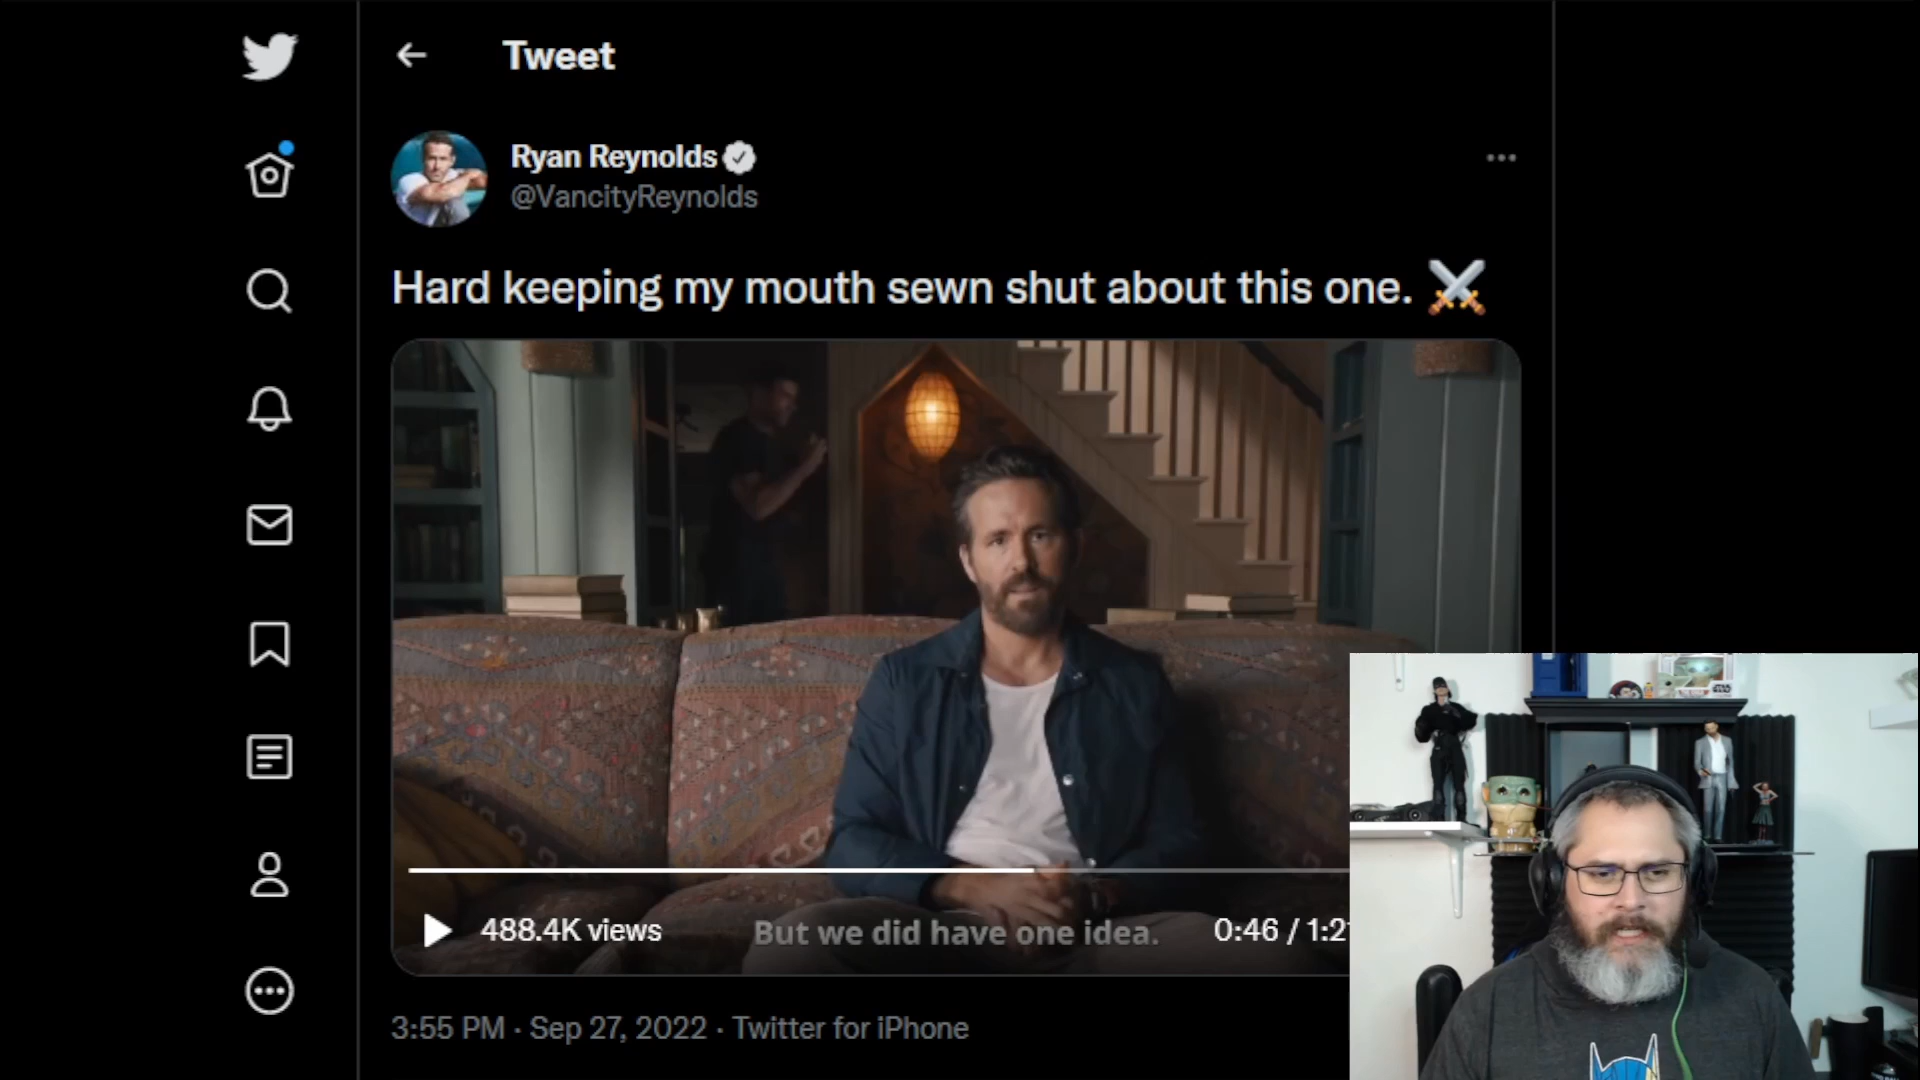 Tweet
Ryan Reynolds
@VancityReynolds
Hard keeping my mouth sewn shut about this one.
488.4K views
But we did have one idea.
0:46 / 1:21
3:55 PM · Sep 27, 2022 · Twitter for iPhone